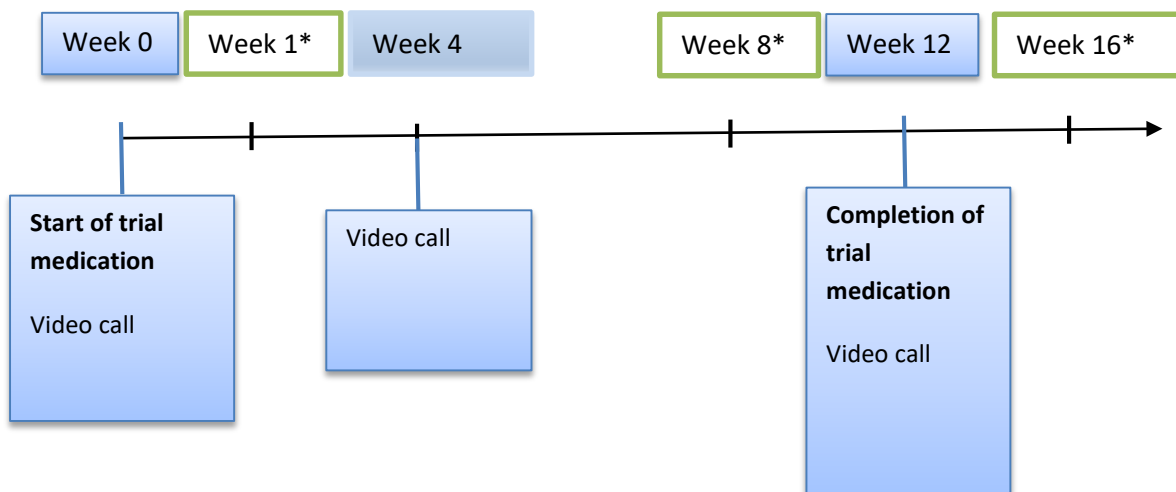 Week 0
Week 1*
Week 4
Week 8*
Week 12
Week 16*
Start of trial
medication
Video call
Video call
Completion of
trial
medication
Video call